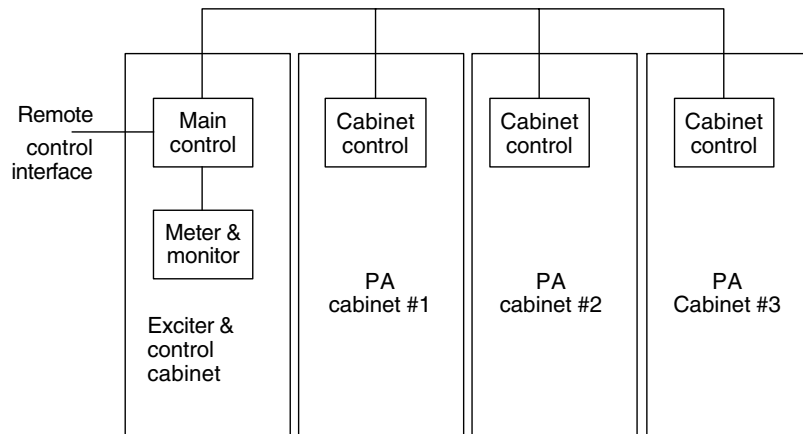 Remote
control
interface
Main
control
Meter &
monitor
Exciter &
control
cabinet
Cabinet
control
PA
cabinet #1
Cabinet
control
PA
cabinet #2
Cabinet
control
PA
Cabinet #3